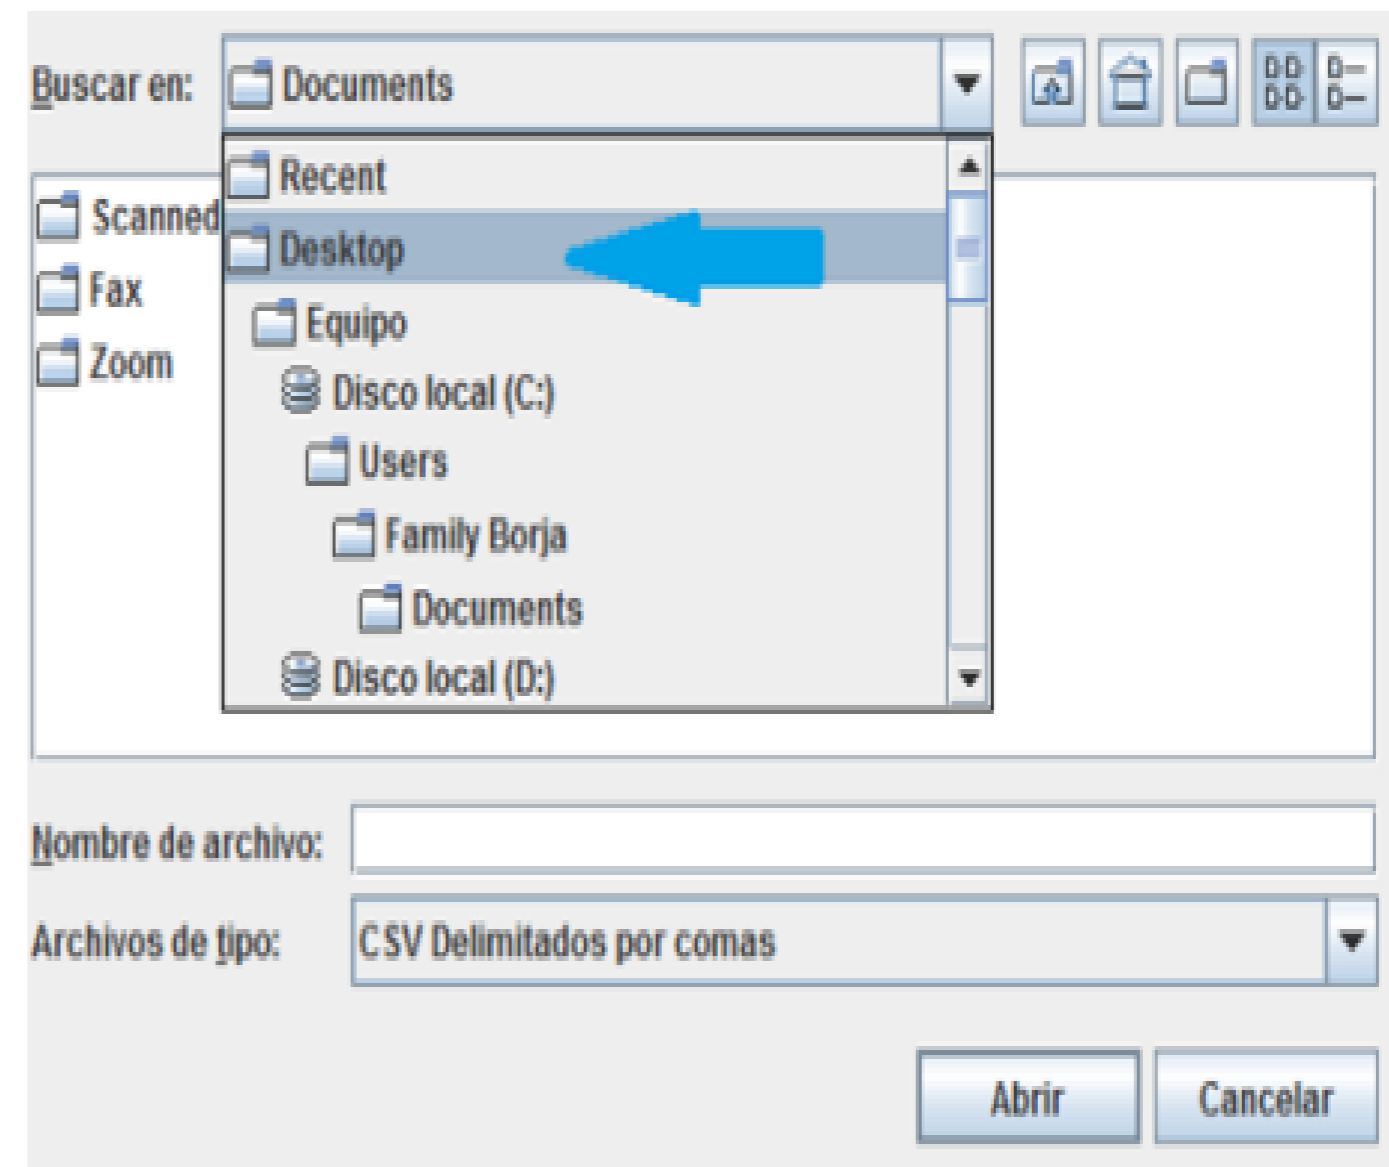 Buscar en: Documents
Recent
Scanned
Desktop
Fax
Equipo
Zoom
Disco local (C:)
Users
Family Borja
Documents
Disco local (D:)
Nombre de archivo:
Archivos de tipo: CSV Delimitados por comas
Abrir Cancelar